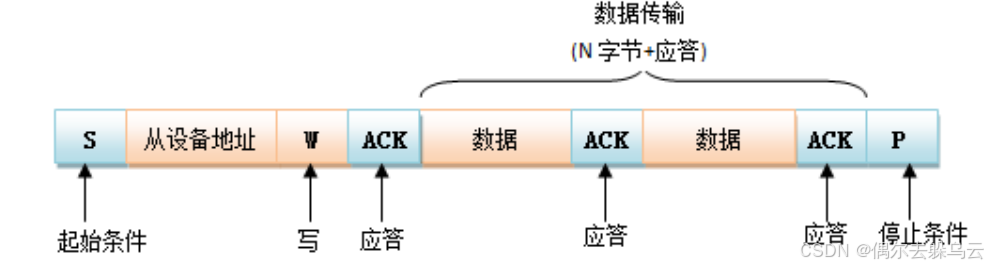 数据传输
(N 字节+应答)
S 从设备地址 W ACK 数据 ACK 数据 ACK P
起始条件 写 应答 应答 应答 停止条件
CSDN @偶尔去躲乌云